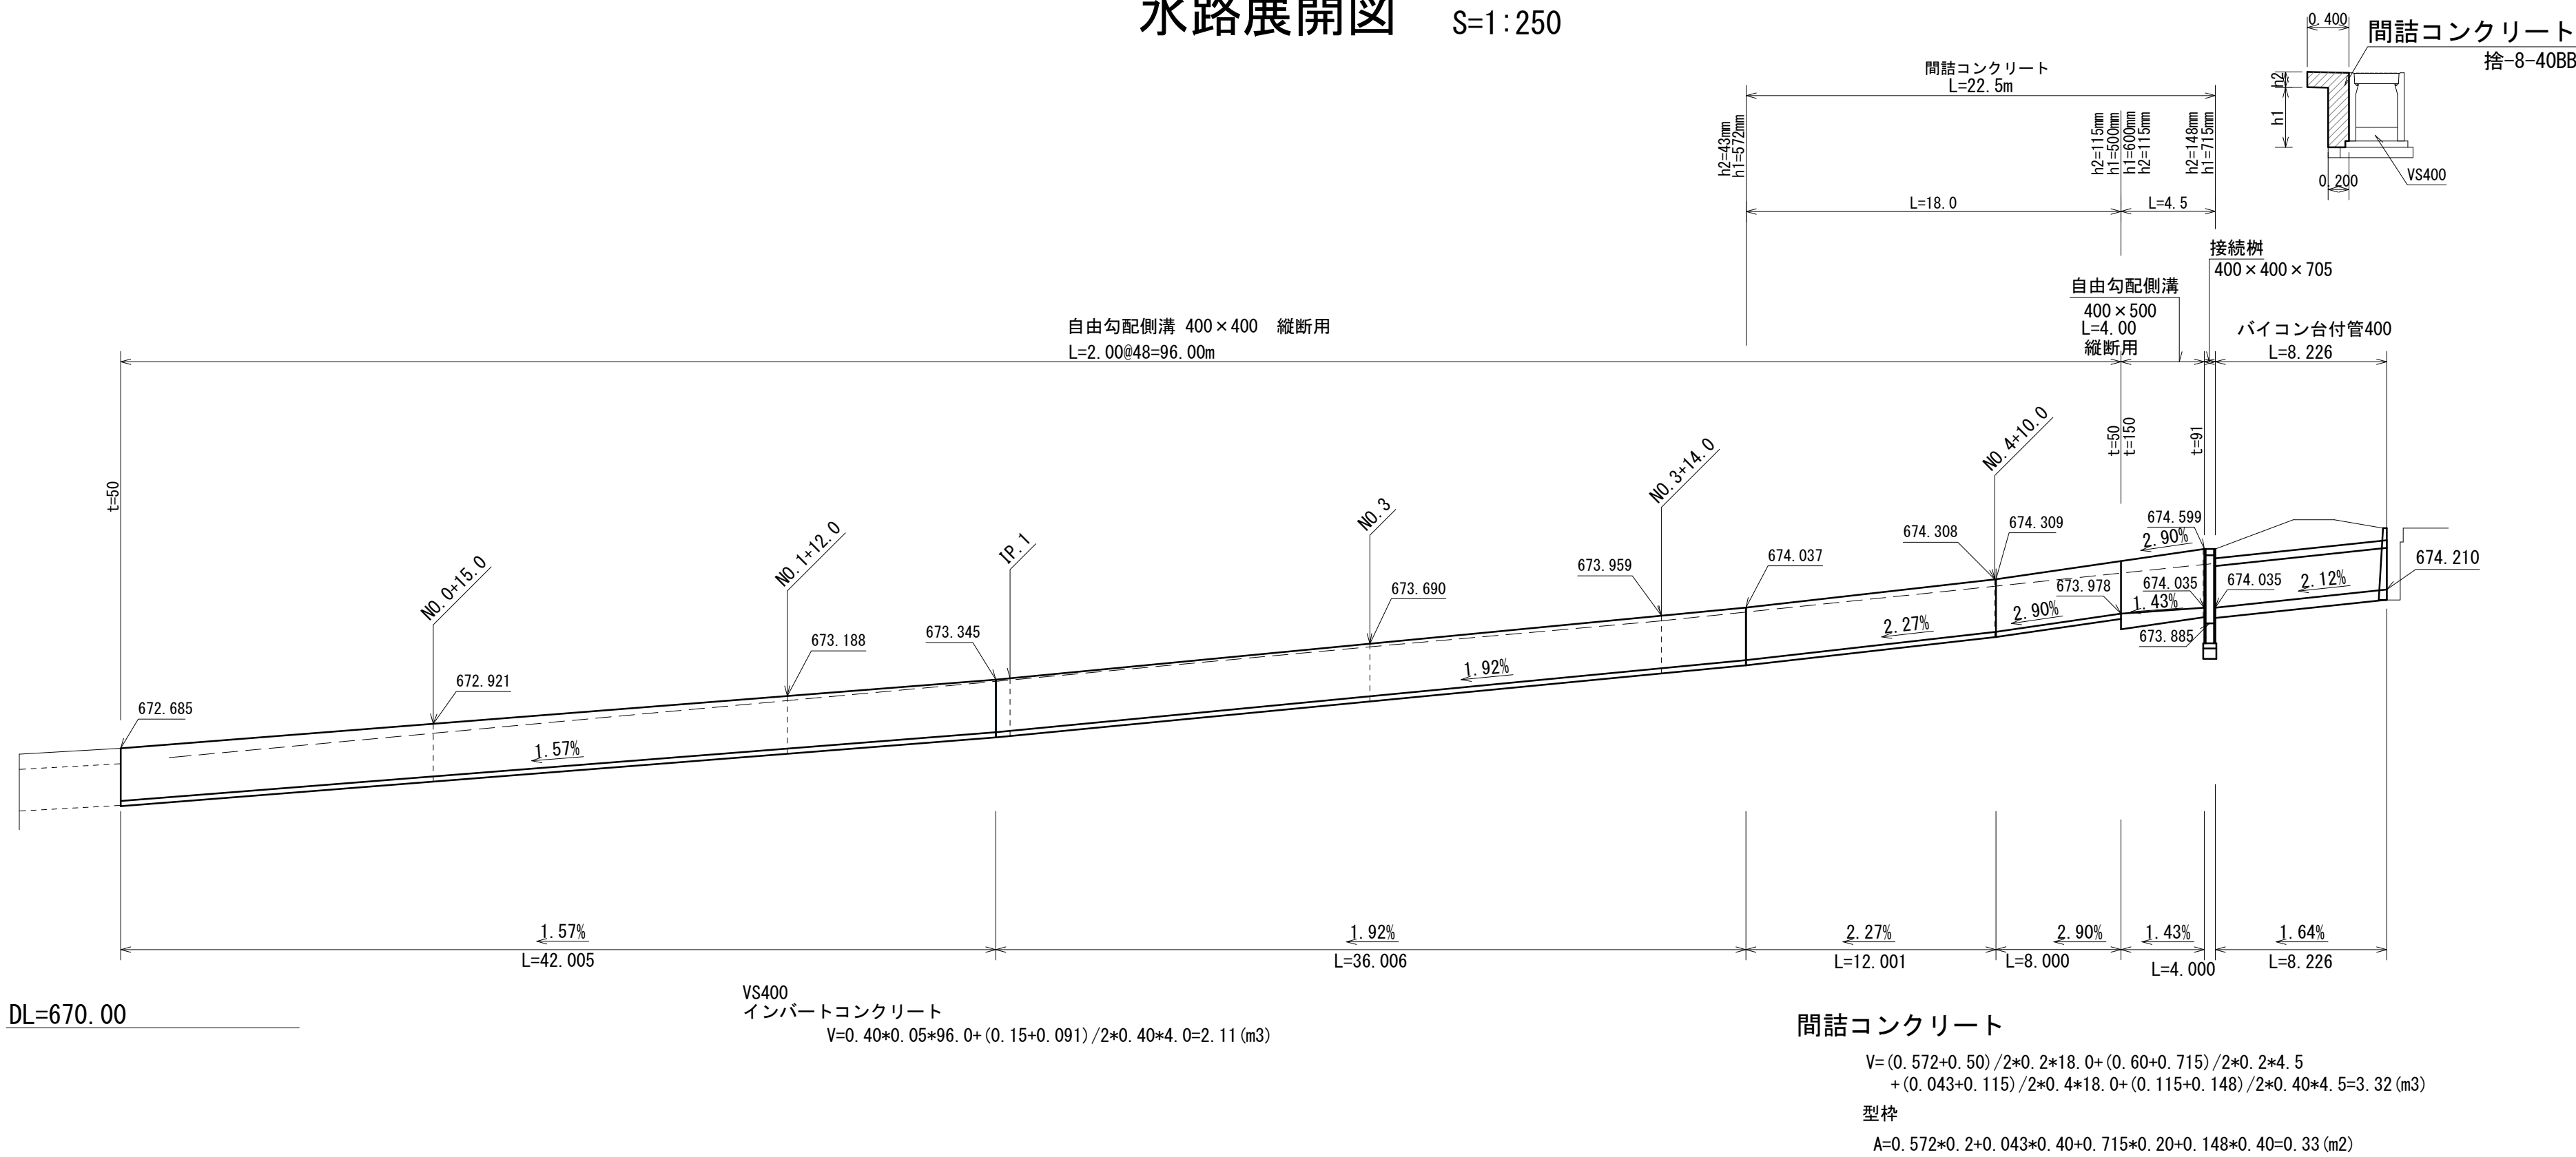 水路展開図 S=1:250
0.400
間詰コンクリート
捨-8-40BB
h2
h1
0.200
VS400
間詰コンクリート
L=22.5m
h2=43mm
h1=572mm
h2=115mm
h1=500mm
h1=600mm
h2=115mm
h2=148mm
h1=715mm
L=18.0
L=4.5
接続桝
400×400×705
自由勾配側溝
400×500
L=4.00
縦断用
自由勾配側溝 400×400 縦断用
L=2.00@48=96.00m
バイコン台付管400
L=8.226
t=50
t=50
t=150
t=91
NO.0+15.0
NO.1+12.0
IP.1
NO.3
NO.3+14.0
NO.4+10.0
672.685
672.921
673.188
673.345
673.690
673.959
674.037
674.308
674.309
674.599
2.90%
673.978
674.035
674.035
674.210
673.885
1.57%
1.92%
2.27%
2.90%
1.43%
2.12%
1.57%
1.92%
2.27%
2.90%
1.43%
1.64%
L=42.005
L=36.006
L=12.001
L=8.000
L=4.000
L=8.226
DL=670.00
VS400
インバートコンクリート
V=0.40*0.05*96.0+(0.15+0.091)/2*0.40*4.0=2.11(m3)
間詰コンクリート
V=(0.572+0.50)/2*0.2*18.0+(0.60+0.715)/2*0.2*4.5
+(0.043+0.115)/2*0.4*18.0+(0.115+0.148)/2*0.40*4.5=3.32(m3)
型枠
A=0.572*0.2+0.043*0.40+0.715*0.20+0.148*0.40=0.33(m2)